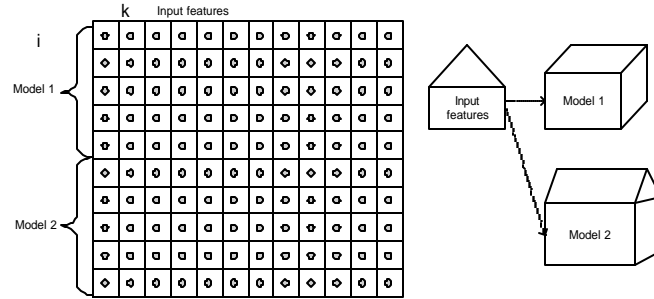 k Input features
i
Model 1
Model 2
Input
features
Model 1
Model 2